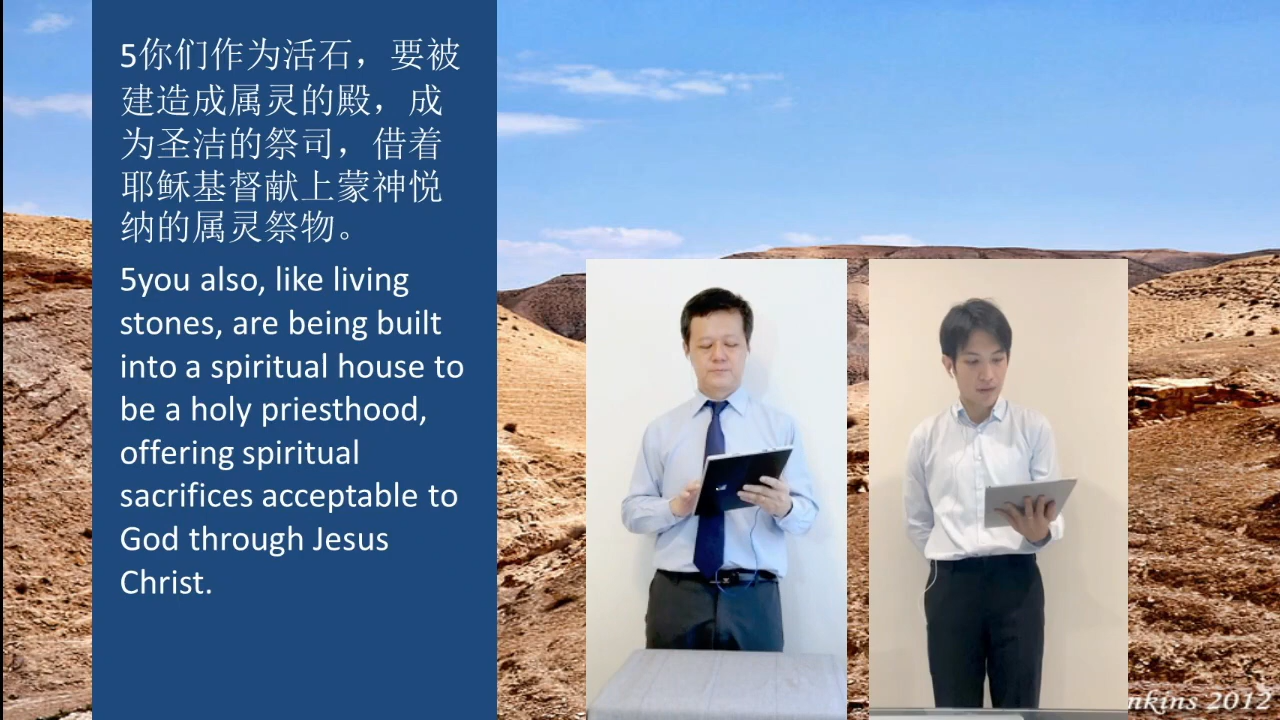 5你们作为活石，要被
建造成属灵的殿，成
为圣洁的祭司，借着
耶稣基督献上蒙神悦
纳的属灵祭物。
5you also, like living
stones, are being built
into a spiritual house to
be a holy priesthood,
offering spiritual
sacrifices acceptable to
God through Jesus
Christ.
2012